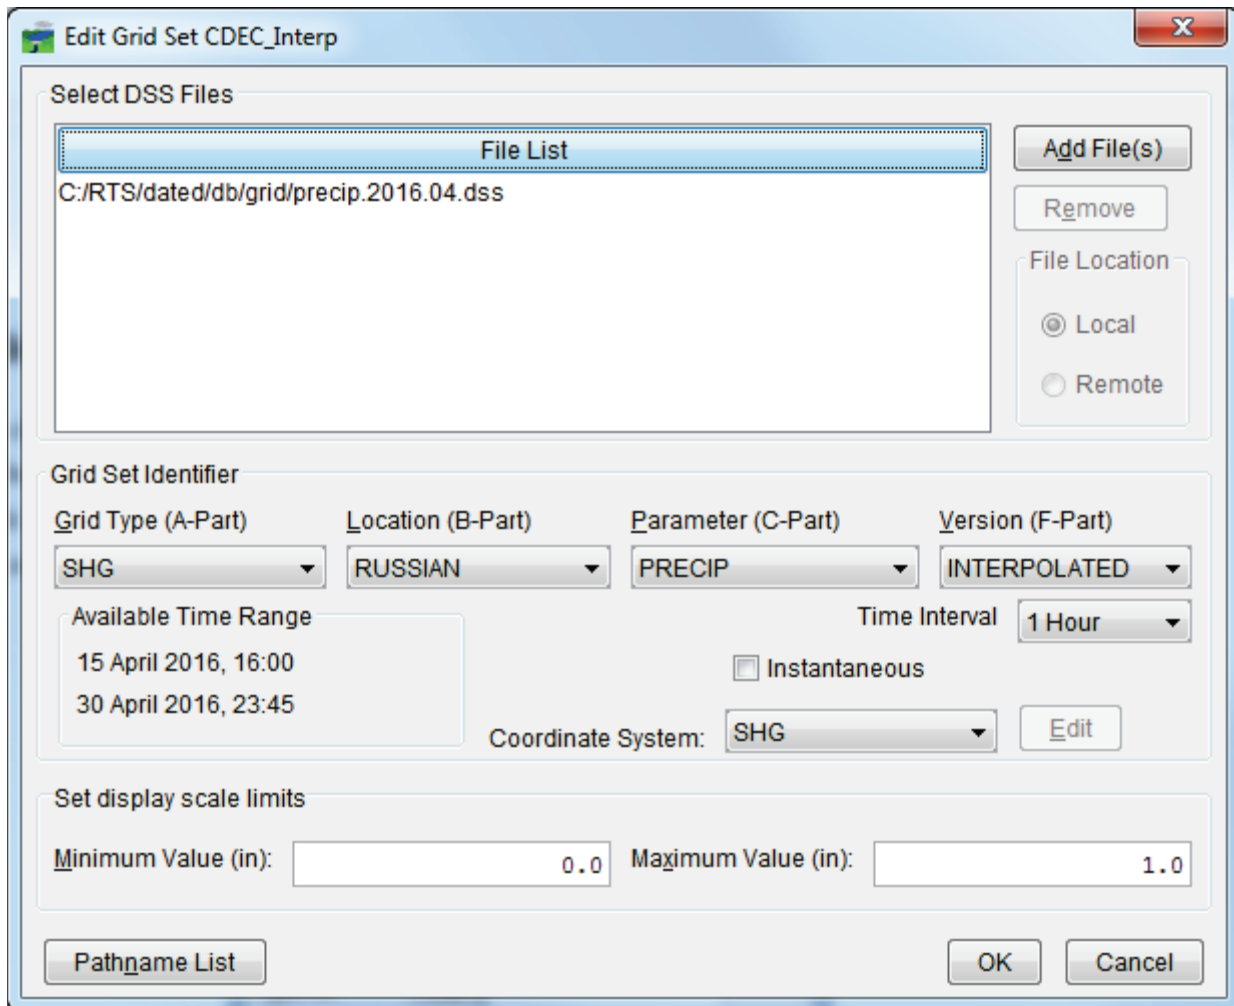 Edit Grid Set CDEC_Interp
X
Select DSS Files
File List
Add File(s)
C:/RTS/dated/db/grid/precip.2016.04.dss
Remove
File Location
Local
Remote
Grid Set Identifier
Grid Type (A-Part) Location (B-Part) Parameter (C-Part) Version (F-Part)
SHG RUSSIAN PRECIP INTERPOLATED
Available Time Range
Time Interval 1 Hour
15 April 2016, 16:00
Instantaneous
30 April 2016, 23:45
Coordinate System: SHG Edit
Set display scale limits
Minimum Value (in): 0.0 Maximum Value (in): 1.0
Pathname List OK Cancel